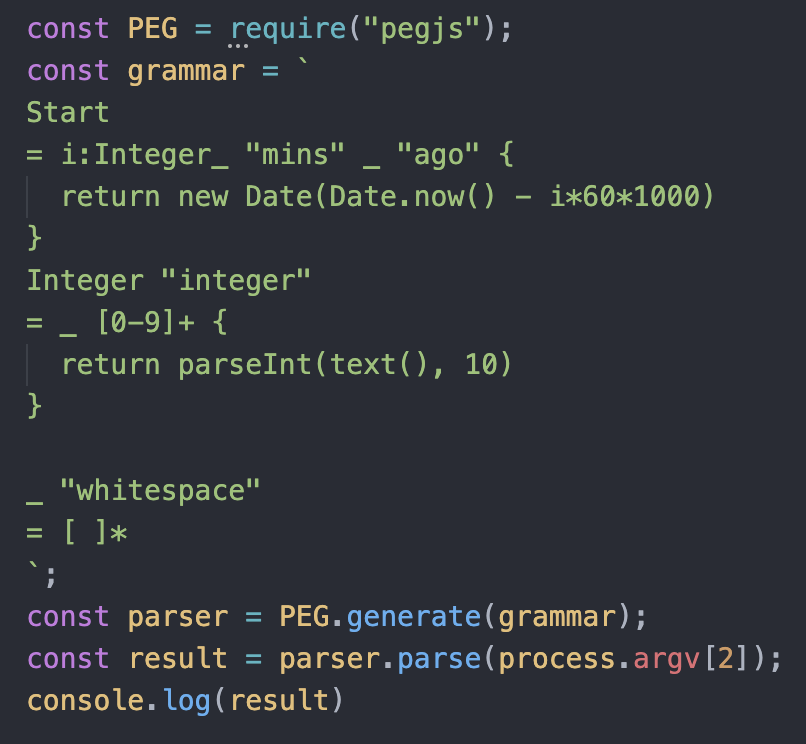 const PEG = require("pegjs");
const grammar = `
Start
= i:Integer_ "mins" _ "ago" {
  return new Date(Date.now() - i*60*1000)
}
Integer "integer"
= _ [0-9]+ {
  return parseInt(text(), 10)
}

_ "whitespace"
= [ ]*
`;
const parser = PEG.generate(grammar);
const result = parser.parse(process.argv[2]);
console.log(result)